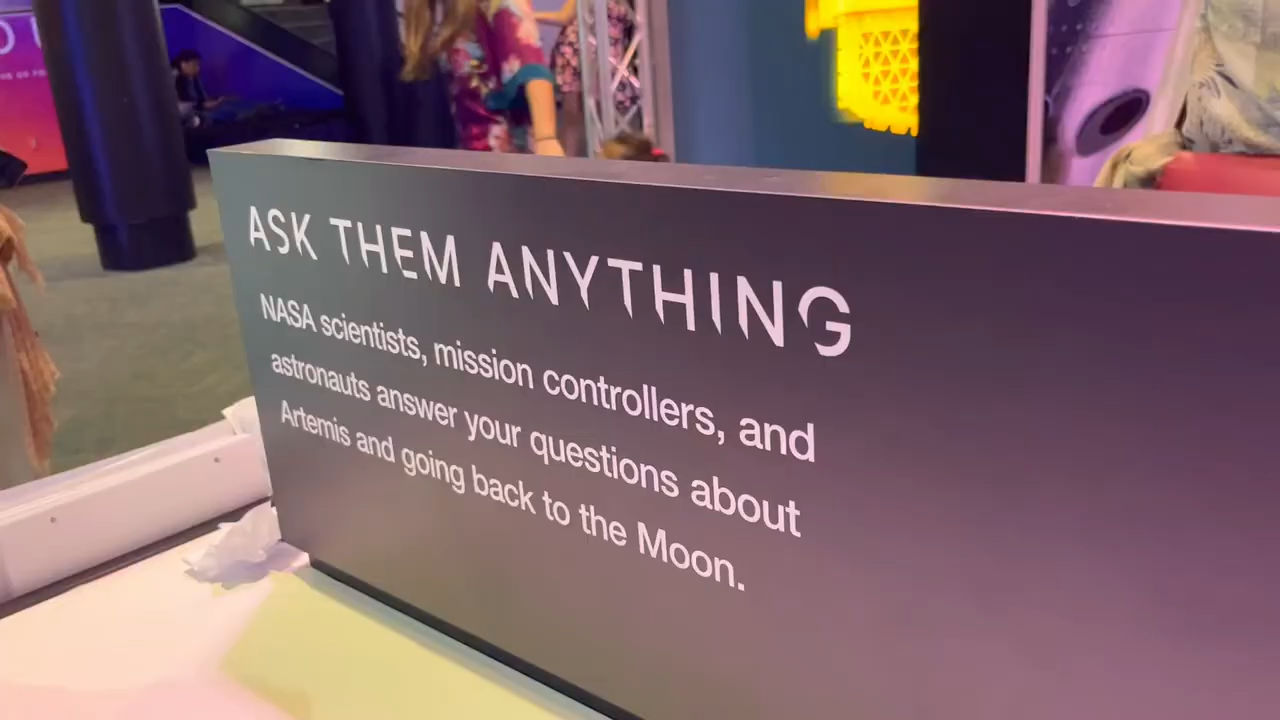 ASK THEM ANYTHING
NASA scientists, mission controllers, and
astronauts answer your questions about
Artemis and going back to the Moon.